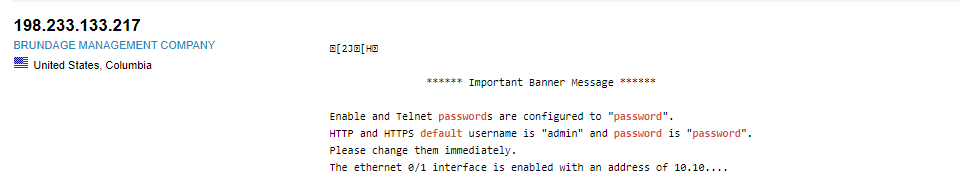 198.233.133.217
BRUNDAGE MANAGEMENT COMPANY
United States, Columbia
[2J[H
****** Important Banner Message ******
Enable and Telnet passwords are configured to "password".
HTTP and HTTPS default username is "admin" and password is "password".
Please change them immediately.
The ethernet 0/1 interface is enabled with an address of 10.10....